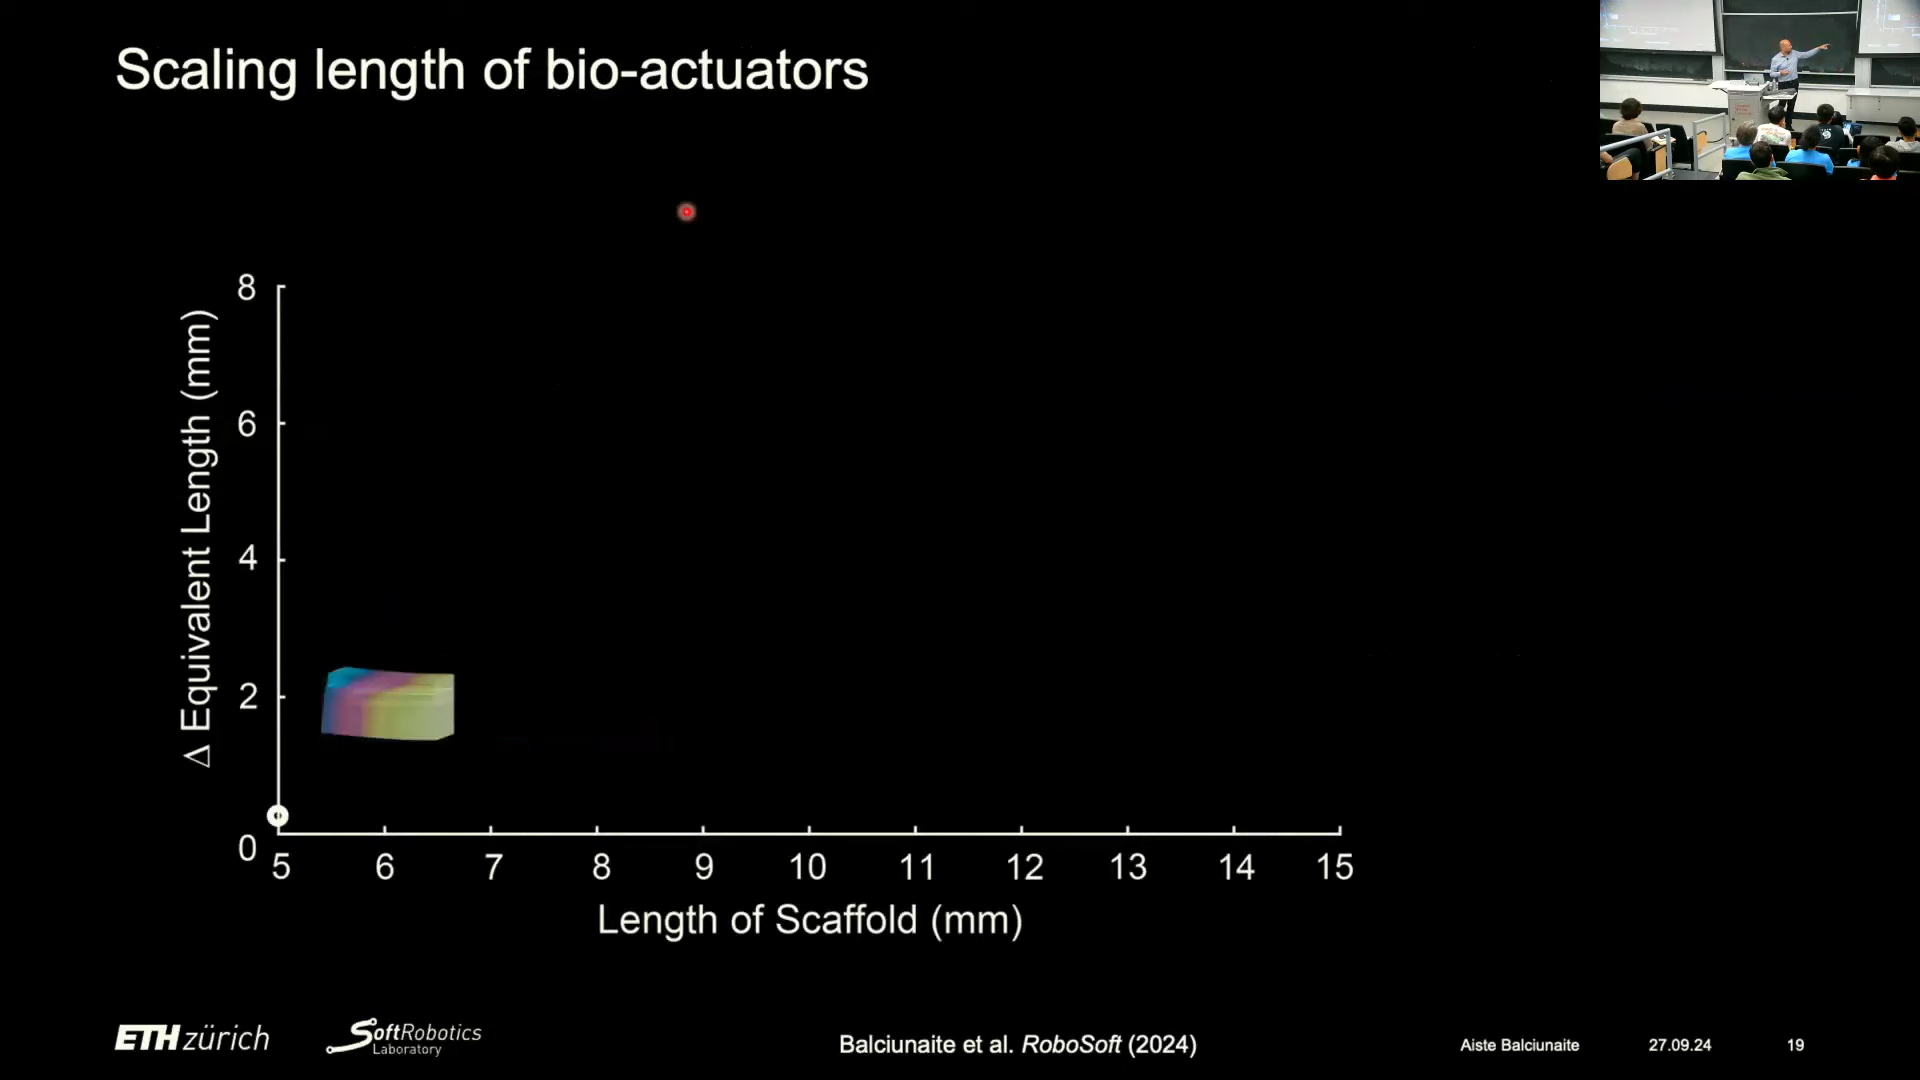 Scaling length of bio-actuators
Δ Equivalent Length (mm)
8
6
4
2
0
5 6 7 8 9 10 11 12 13 14 15
Length of Scaffold (mm)
ETH zürich
SoftRobotics
Laboratory
Balciunaite et al. RoboSoft (2024)
Aiste Balciunaite
27.09.24
19